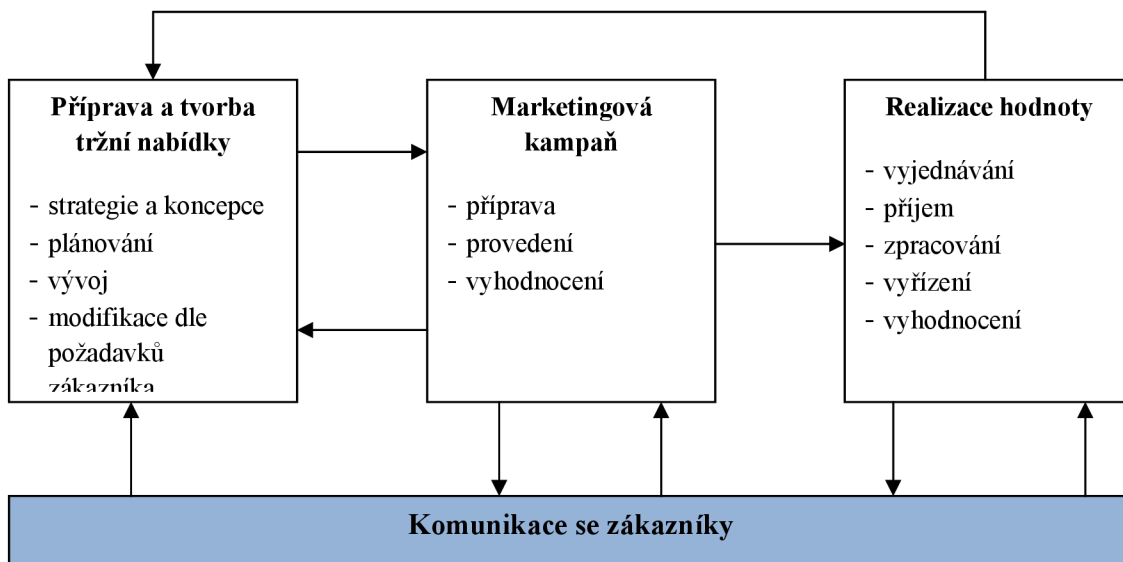 Příprava a tvorba
tržní nabídky
- strategie a koncepce
- plánování
- vývoj
- modifikace dle
požadavků
zákazníka
Marketingová
kampaň
- příprava
- provedení
- vyhodnocení
Realizace hodnoty
- vyjednávání
- příjem
- zpracování
- vyřízení
- vyhodnocení
Komunikace se zákazníky